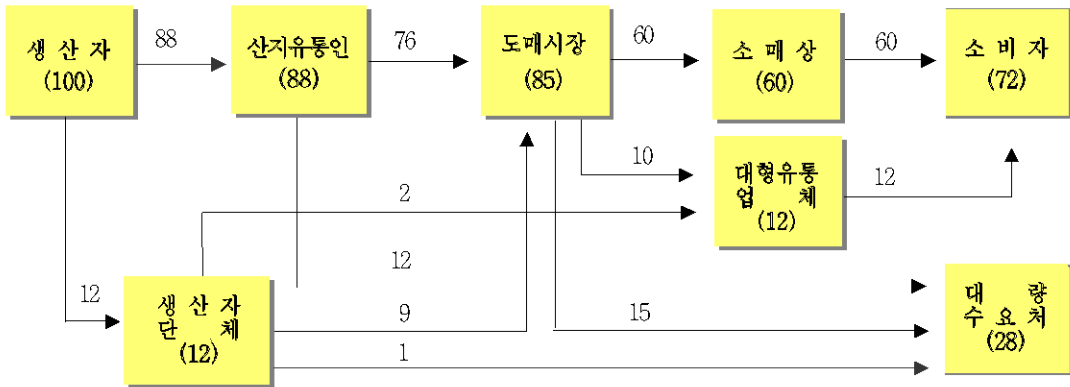 생 산 자
(100)
88
산지유통인
(88)
76
도매시장
(85)
60
소 매 상
(60)
60
소 비 자
(72)
10
대형유통
업 체
(12)
12
2
12
12
생 산 자
단 체
(12)
9
15
1
대 량
수 요 처
(28)